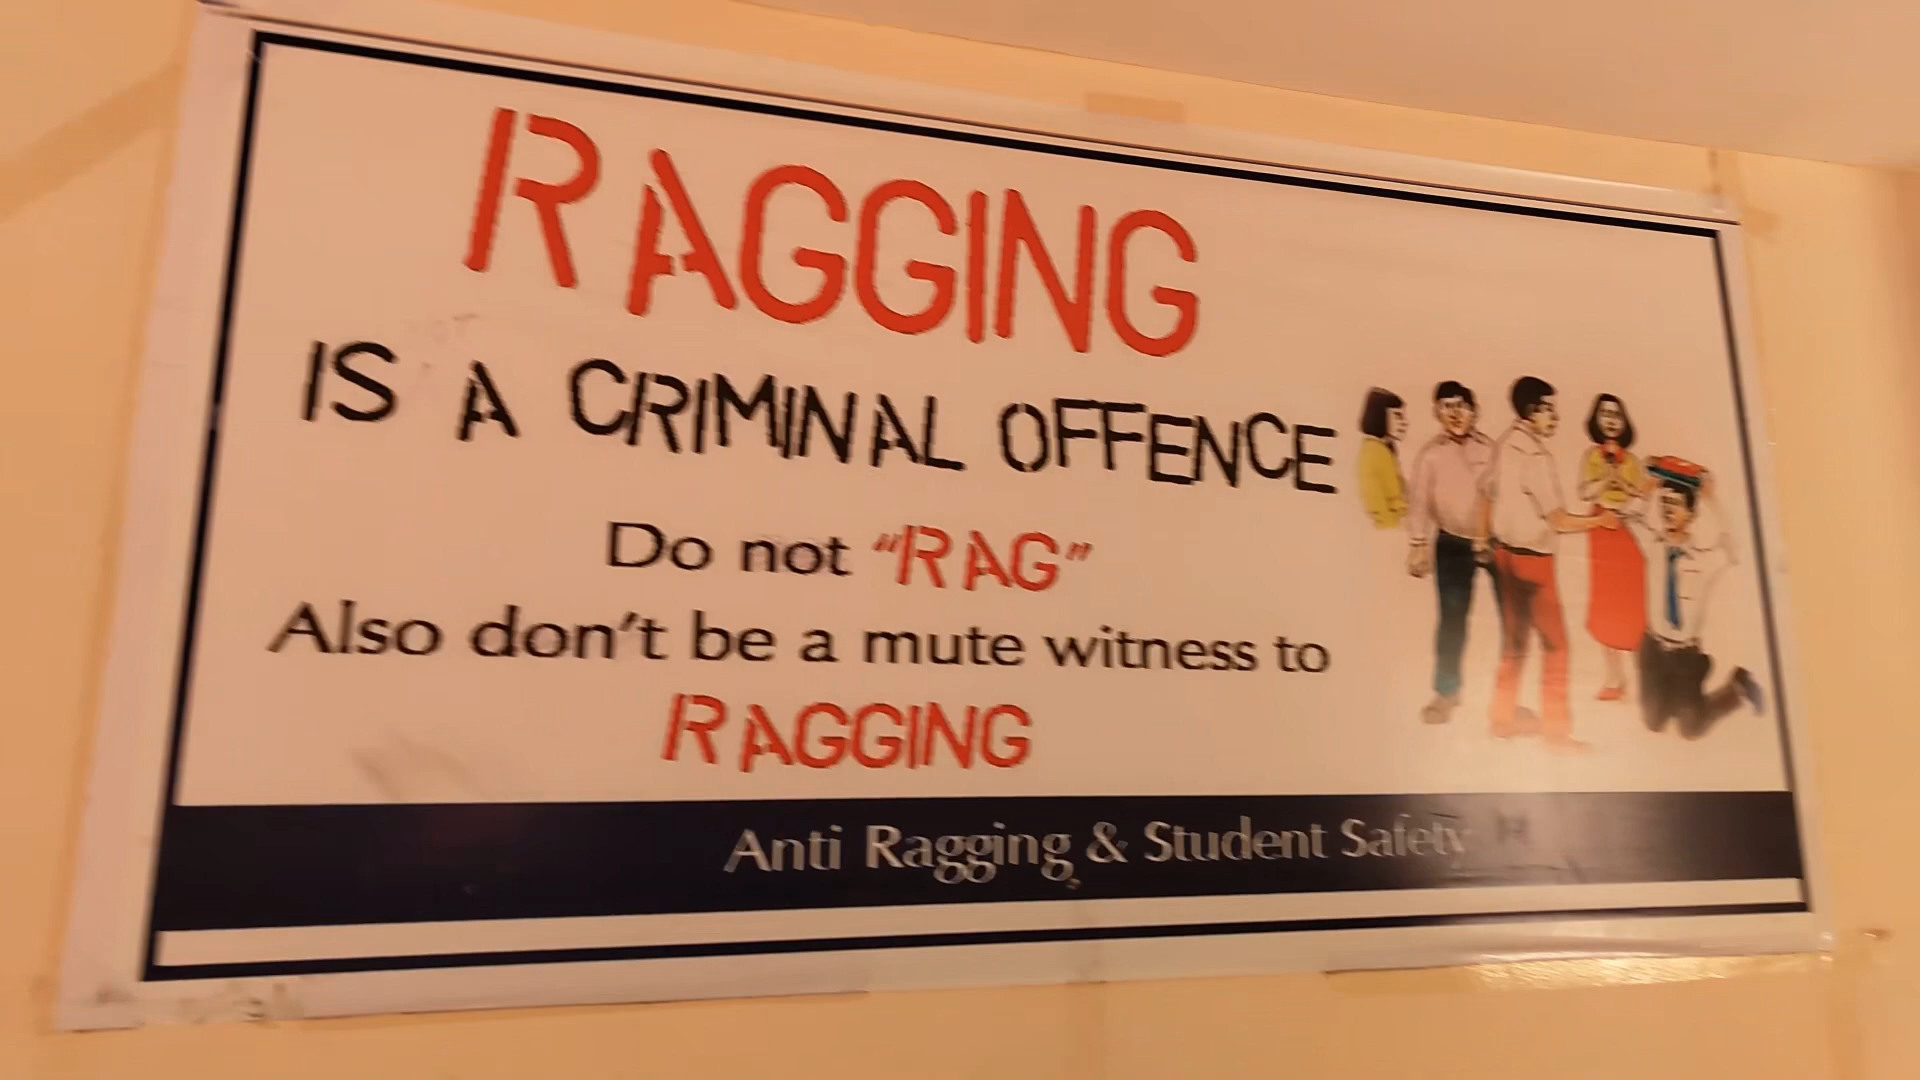 RAGGING
IS A CRIMINAL OFFENCE
Do not "RAG"
Also don't be a mute witness to
RAGGING
Anti Ragging & Student Safety